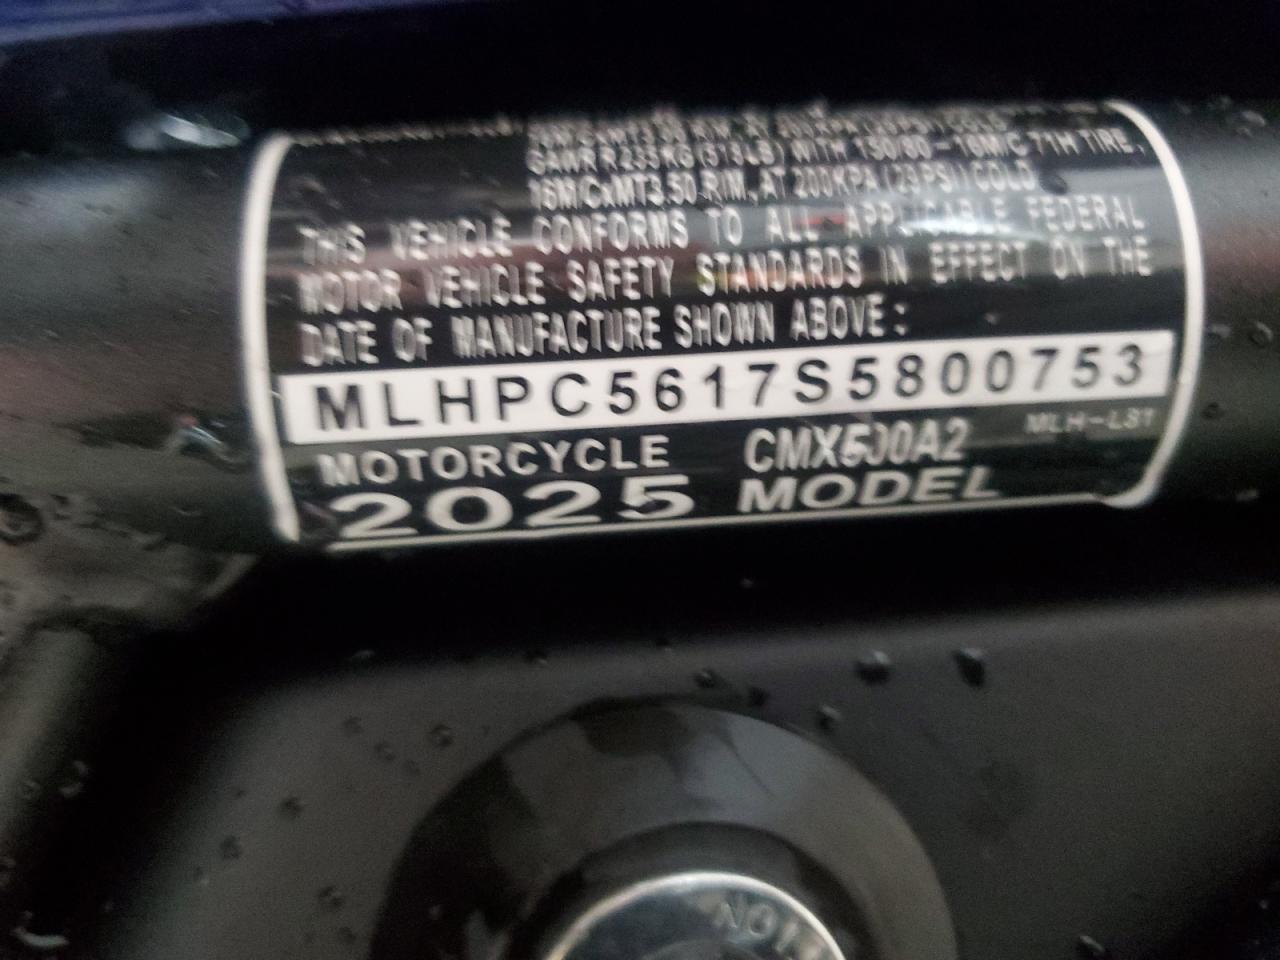 GAWR R 235KG (518LB) WITH 150/80-16M/C 71H TIRE,
16M/CxMT3.50 RIM, AT 200KPA (29PSI) COLD
THIS VEHICLE CONFORMS TO ALL APPLICABLE FEDERAL
MOTOR VEHICLE SAFETY STANDARDS IN EFFECT ON THE
DATE OF MANUFACTURE SHOWN ABOVE:
MLHPC5617S5800753
MOTORCYCLE CMX500A2 MLH-LS1
2025 MODEL